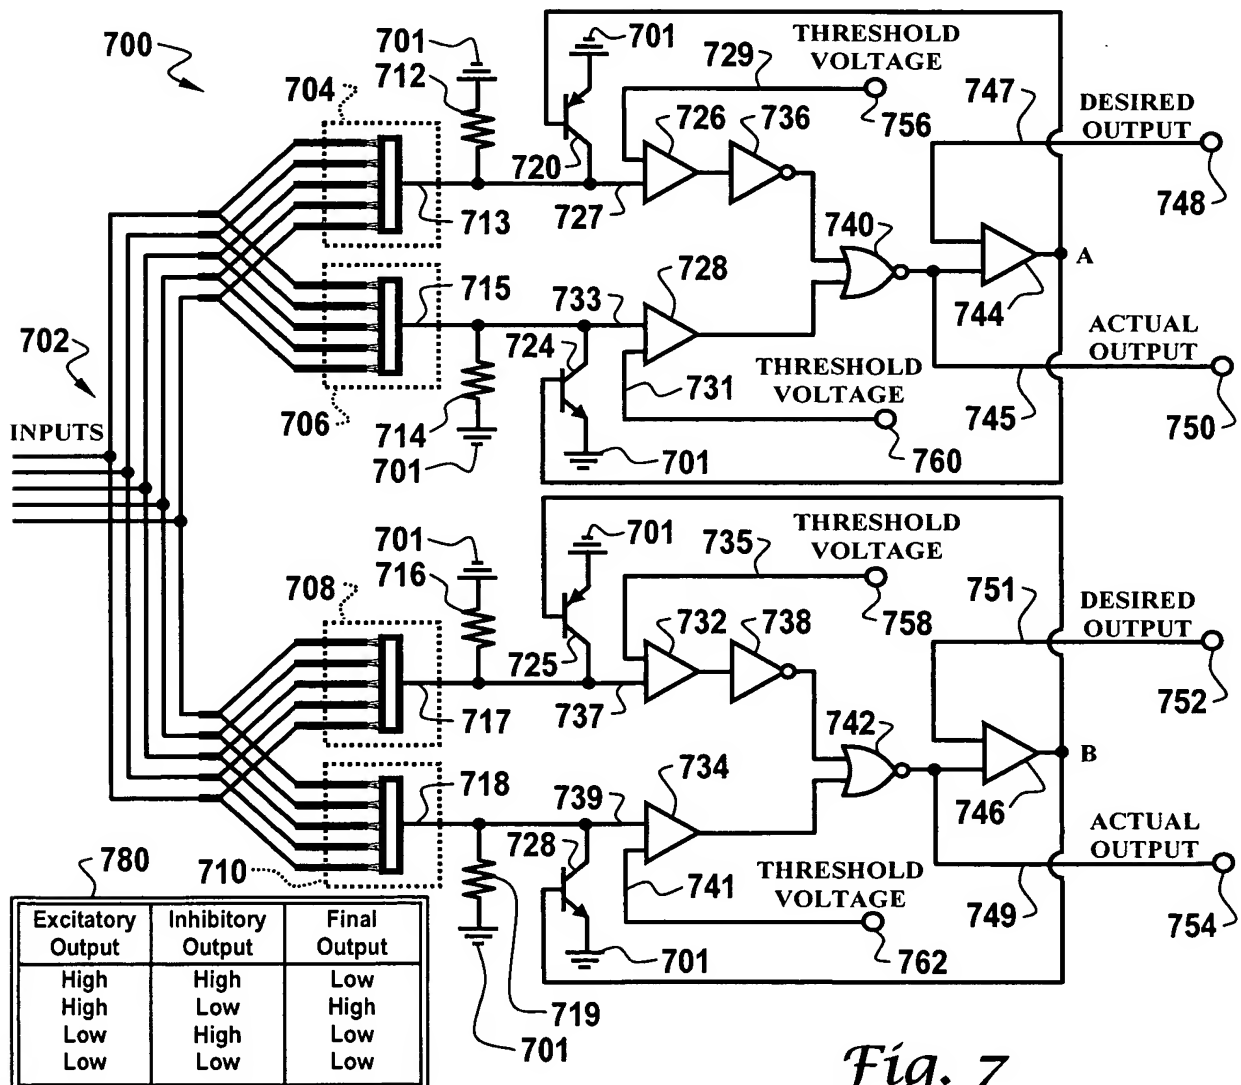 700
701
712
704
701
THRESHOLD
VOLTAGE
729
756
726
736
747
DESIRED
OUTPUT
748
720
713
727
740
A
728
715
733
744
702
724
ACTUAL
OUTPUT
706
714
731
THRESHOLD
VOLTAGE
745
750
INPUTS
701
701
760
701
716
701
THRESHOLD
VOLTAGE
735
708
758
751
DESIRED
OUTPUT
732
738
725
752
717
737
742
718
734
B
739
746
780
728
ACTUAL
OUTPUT
710
741
THRESHOLD
VOLTAGE
749
754
701
762
719
701
Excitatory Output Inhibitory Output Final Output
High High Low
High Low High
Low High Low
Low Low Low
Fig. 7